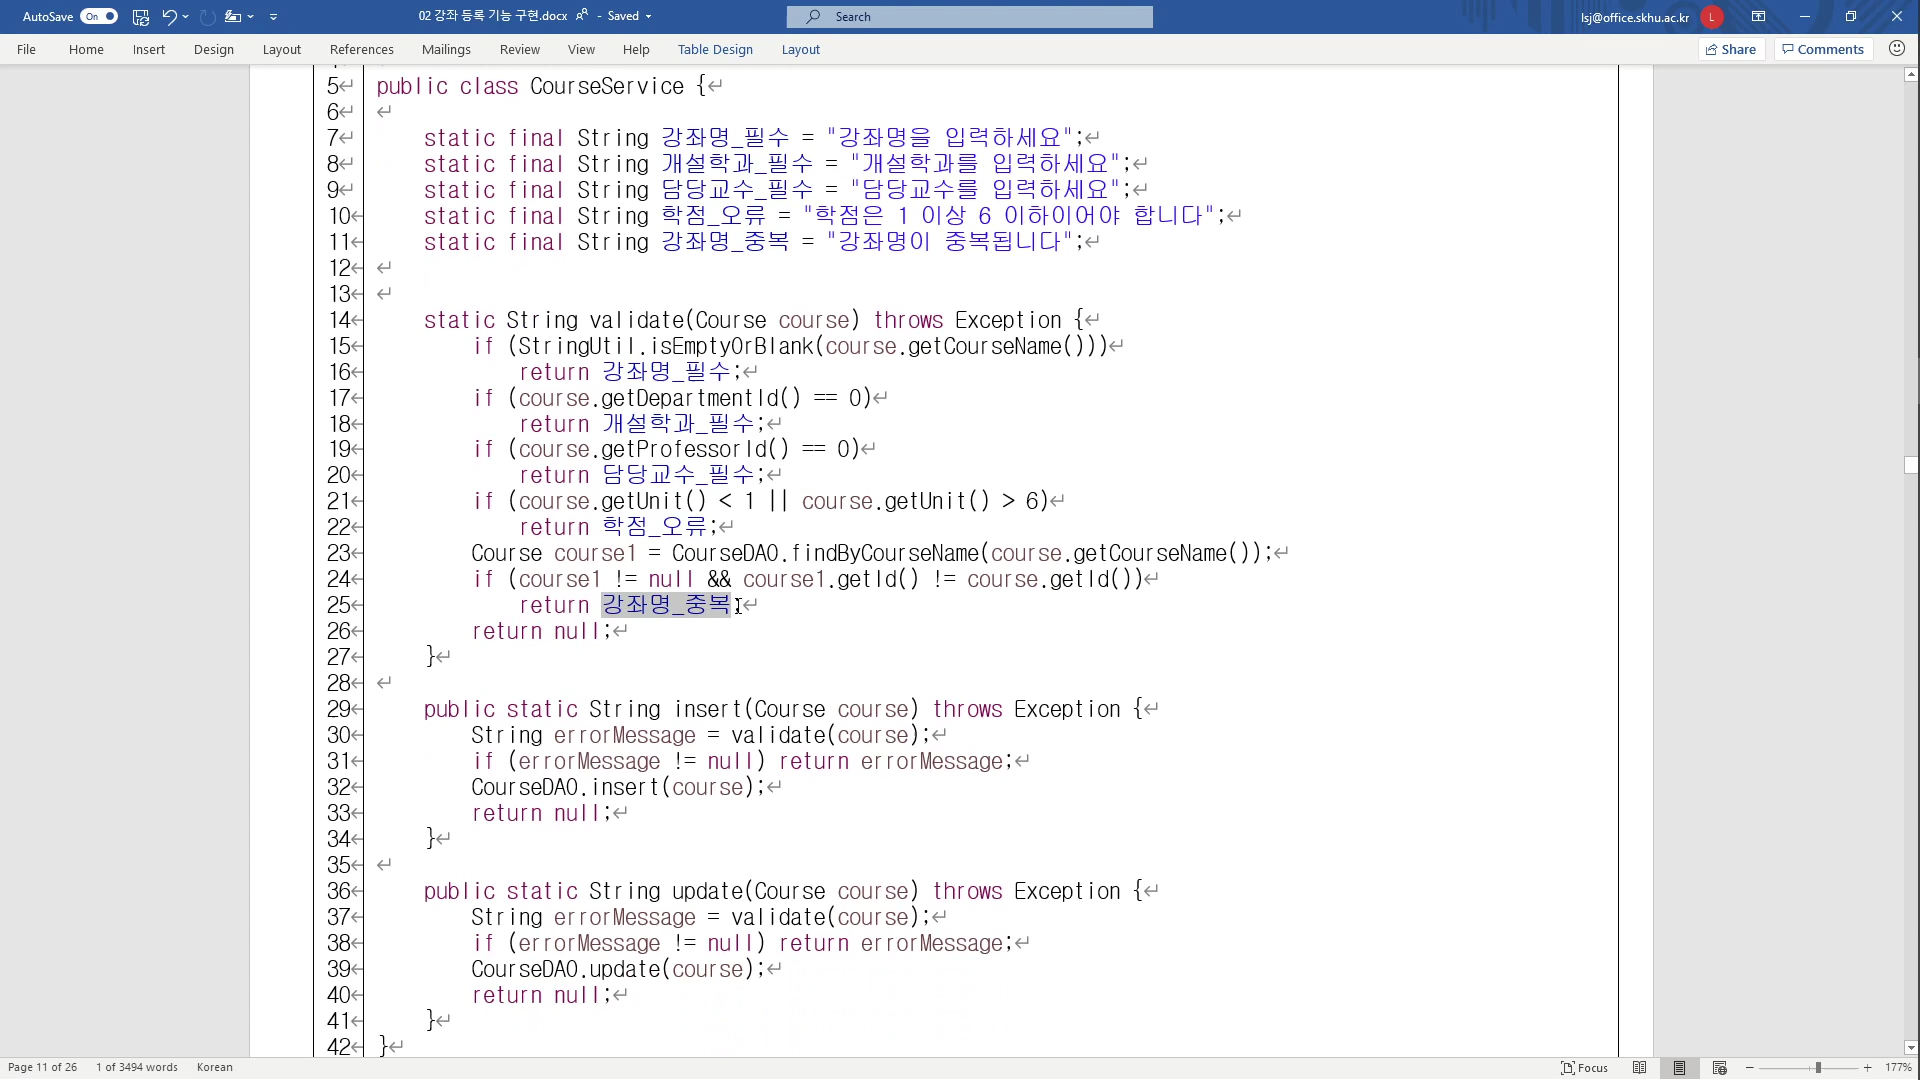 AutoSave On 02 강좌 등록 기능 구현.docx - Saved Search lsj@office.skhu.ac.kr L
File Home Insert Design Layout References Mailings Review View Help Table Design Layout Share Comments
5 public class CourseService {
6
7 static final String 강좌명_필수 = "강좌명을 입력하세요";
8 static final String 개설학과_필수 = "개설학과를 입력하세요";
9 static final String 담당교수_필수 = "담당교수를 입력하세요";
10 static final String 학점_오류 = "학점은 1 이상 6 이하이어야 합니다";
11 static final String 강좌명_중복 = "강좌명이 중복됩니다";
12
13
14 static String validate(Course course) throws Exception {
15 if (StringUtil.isEmptyOrBlank(course.getCourseName()))
16 return 강좌명_필수;
17 if (course.getDepartmentId() == 0)
18 return 개설학과_필수;
19 if (course.getProfessorId() == 0)
20 return 담당교수_필수;
21 if (course.getUnit() < 1 || course.getUnit() > 6)
22 return 학점_오류;
23 Course course1 = CourseDAO.findByCourseName(course.getCourseName());
24 if (course1 != null && course1.getId() != course.getId())
25 return 강좌명_중복;
26 return null;
27 }
28
29 public static String insert(Course course) throws Exception {
30 String errorMessage = validate(course);
31 if (errorMessage != null) return errorMessage;
32 CourseDAO.insert(course);
33 return null;
34 }
35
36 public static String update(Course course) throws Exception {
37 String errorMessage = validate(course);
38 if (errorMessage != null) return errorMessage;
39 CourseDAO.update(course);
40 return null;
41 }
42 }
Page 11 of 26 1 of 3494 words Korean Focus 177%